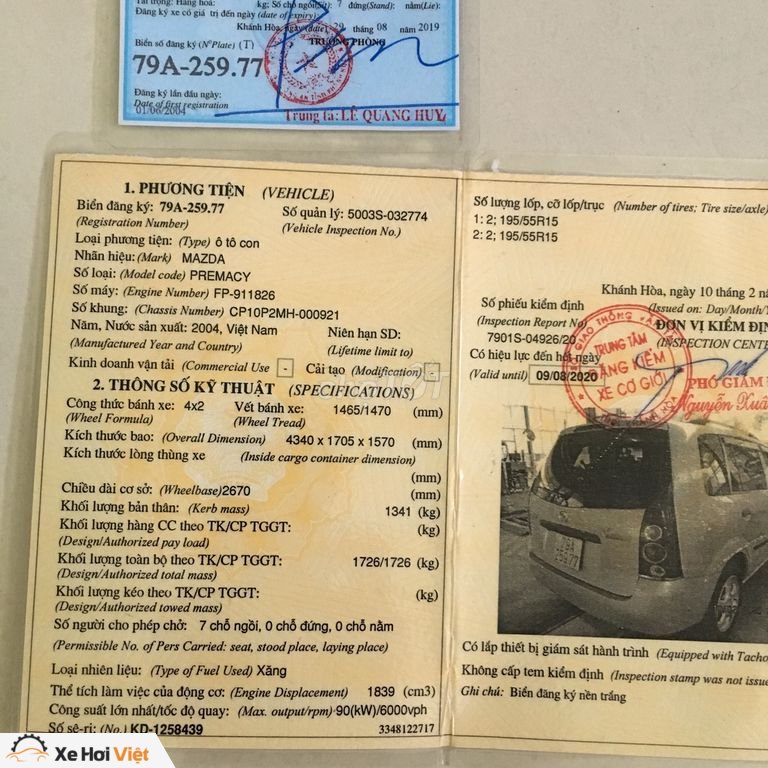 Tải trọng: Hàng hóa kg; Số chỗ ngồi(Sit): 7 đứng(Stand): nằm(Lie):
Đăng ký xe có giá trị đến ngày (date of expiry)
Khánh Hòa, ngày (date) 29 08 2019
Biển số đăng ký (N° Plate) (T) TRƯỞNG PHÒNG
79A-259.77
Đăng ký lần đầu ngày:
Date of first registration
01/06/2004
Trung tá: LÊ QUANG HUY
1. PHƯƠNG TIỆN (VEHICLE)
Biển đăng ký: 79A-259.77 Số quản lý: 5003S-032774
(Registration Number) (Vehicle Inspection No.)
Loại phương tiện: (Type) ô tô con
Nhãn hiệu: (Mark) MAZDA
Số loại: (Model code) PREMACY
Số máy: (Engine Number) FP-911826
Số khung: (Chassis Number) CP10P2MH-000921
Năm, Nước sản xuất: 2004, Việt Nam Niên hạn SD:
(Manufactured Year and Country) (Lifetime limit to)
Kinh doanh vận tải (Commercial Use - Cải tạo (Modification) -
2. THÔNG SỐ KỸ THUẬT (SPECIFICATIONS)
Công thức bánh xe: 4x2 Vết bánh xe: 1465/1470 (mm)
(Wheel Formula) (Wheel Tread)
Kích thước bao: (Overall Dimension) 4340 x 1705 x 1570 (mm)
Kích thước lòng thùng xe (Inside cargo container dimension)
(mm)
Chiều dài cơ sở: (Wheelbase)2670 (mm)
Khối lượng bản thân: (Kerb mass) 1341 (kg)
Khối lượng hàng CC theo TK/CP TGGT: (kg)
(Design/Authorized pay load)
Khối lượng toàn bộ theo TK/CP TGGT: 1726/1726 (kg)
(Design/Authorized total mass)
Khối lượng kéo theo TK/CP TGGT: (kg)
(Design/Authorized towed mass)
Số người cho phép chở: 7 chỗ ngồi, 0 chỗ đứng, 0 chỗ nằm
(Permissible No. of Pers Carried: seat, stood place, laying place)
Loại nhiên liệu: (Type of Fuel Used) Xăng
Thể tích làm việc của động cơ: (Engine Displacement) 1839 (cm3)
Công suất lớn nhất/tốc độ quay: (Max. output/rpm) 90(kW)/6000vph
Số sê-ri: (No.) KD-1258439 3348122717
Số lượng lốp, cỡ lốp/trục (Number of tires; Tire size/axle)
1: 2; 195/55R15
2: 2; 195/55R15
Khánh Hòa, ngày 10 tháng 2
Số phiếu kiểm định (Issued on: Day/Month/
(Inspection Report No) ĐƠN VỊ KIỂM
7901S-04926/20 (INSPECTION CENTE
Có hiệu lực đến hết ngày
(Valid until) 09/08/2020
GIAO THÔNG
TRUNG TÂM
ĐĂNG KIỂM
XE CƠ GIỚI
PHÓ GIÁM
Nguyễn Xuâ
79A
259.77
Có lắp thiết bị giám sát hành trình (Equipped with Tacho
Không cấp tem kiểm định (Inspection stamp was not issue
Ghi chú: Biển đăng ký nền trắng
Xe Hơi Việt